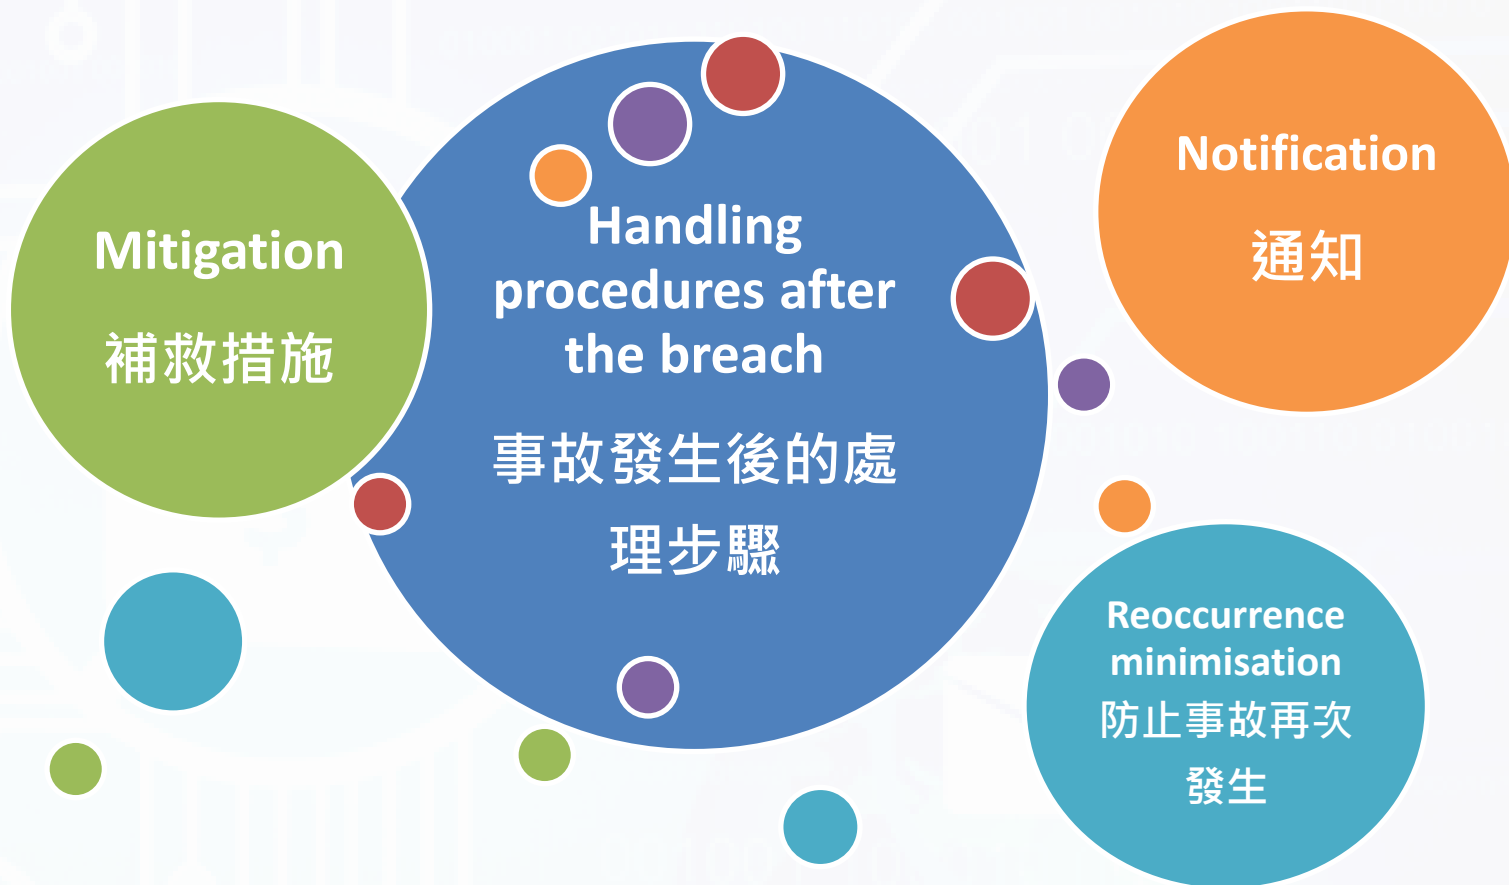 Mitigation
補救措施
Handling
procedures after
the breach
事故發生後的處
理步驟
Notification
通知
Reoccurrence
minimisation
防止事故再次
發生